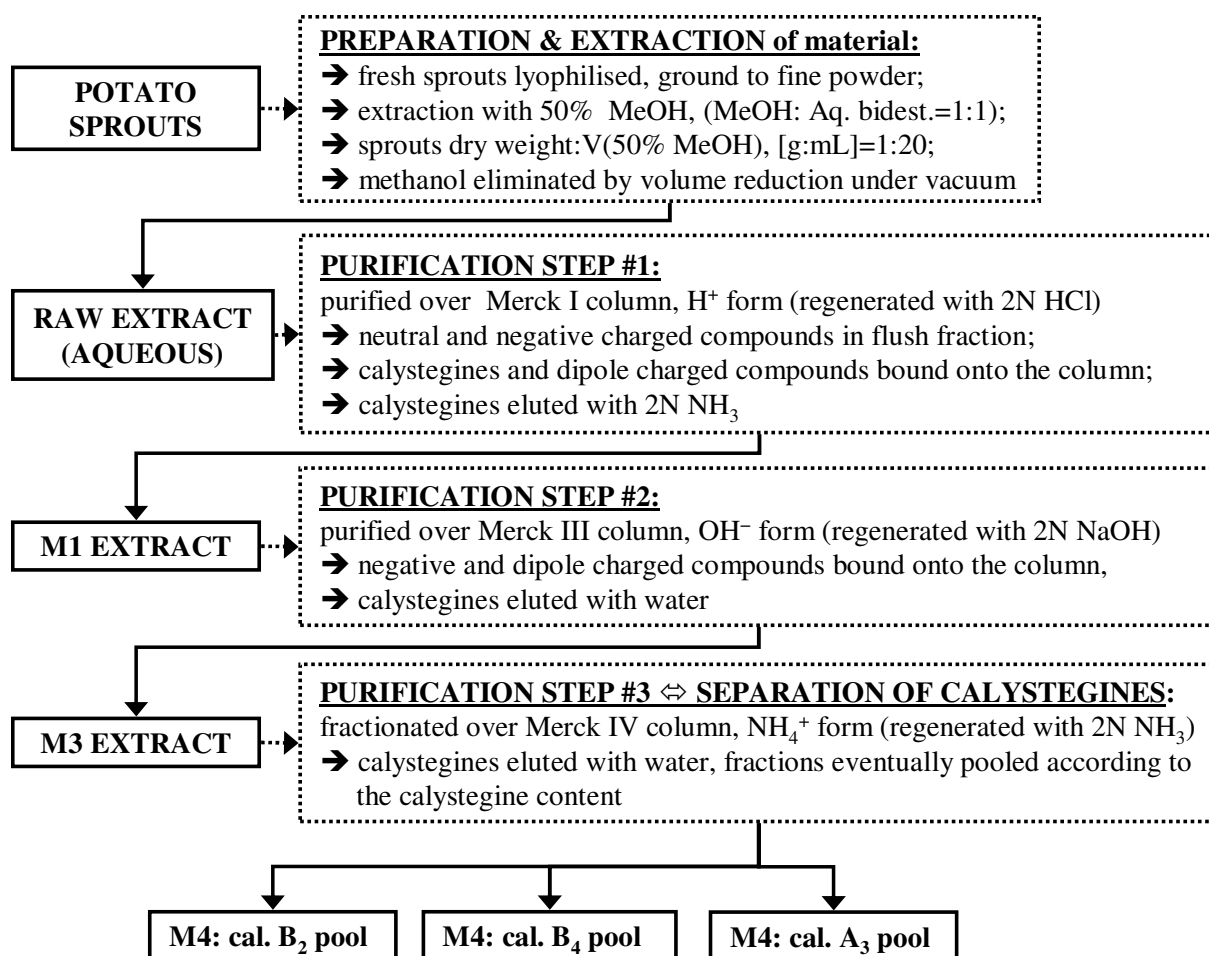 POTATO
SPROUTS
PREPARATION & EXTRACTION of material:
➔ fresh sprouts lyophilised, ground to fine powder;
➔ extraction with 50% MeOH, (MeOH: Aq. bidest.=1:1);
➔ sprouts dry weight:V(50% MeOH), [g:mL]=1:20;
➔ methanol eliminated by volume reduction under vacuum
RAW EXTRACT
(AQUEOUS)
PURIFICATION STEP #1:
purified over Merck I column, H⁺ form (regenerated with 2N HCl)
➔ neutral and negative charged compounds in flush fraction;
➔ calystegines and dipole charged compounds bound onto the column;
➔ calystegines eluted with 2N NH₃
M1 EXTRACT
PURIFICATION STEP #2:
purified over Merck III column, OH⁻ form (regenerated with 2N NaOH)
➔ negative and dipole charged compounds bound onto the column,
➔ calystegines eluted with water
M3 EXTRACT
PURIFICATION STEP #3 ⇔ SEPARATION OF CALYSTEGINES:
fractionated over Merck IV column, NH₄⁺ form (regenerated with 2N NH₃)
➔ calystegines eluted with water, fractions eventually pooled according to
the calystegine content
M4: cal. B₂ pool
M4: cal. B₄ pool
M4: cal. A₃ pool